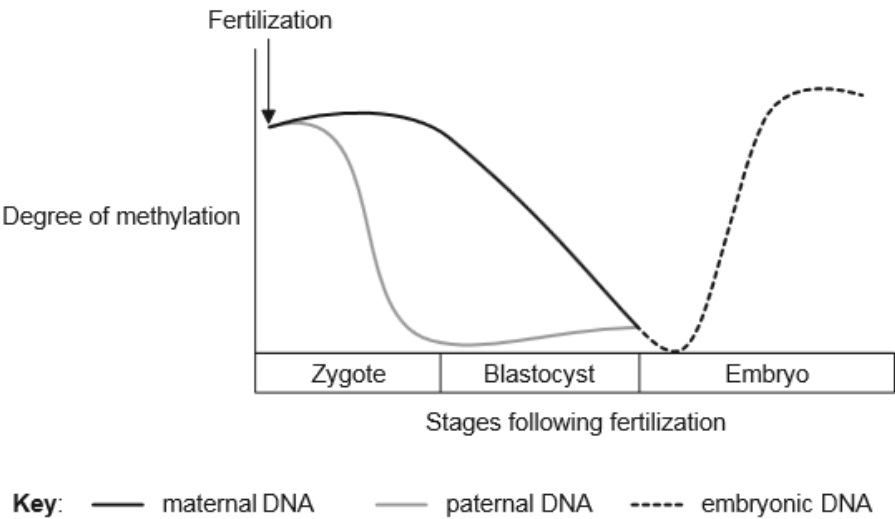 Fertilization
Degree of methylation
Zygote Blastocyst Embryo
Stages following fertilization
Key: maternal DNA paternal DNA embryonic DNA